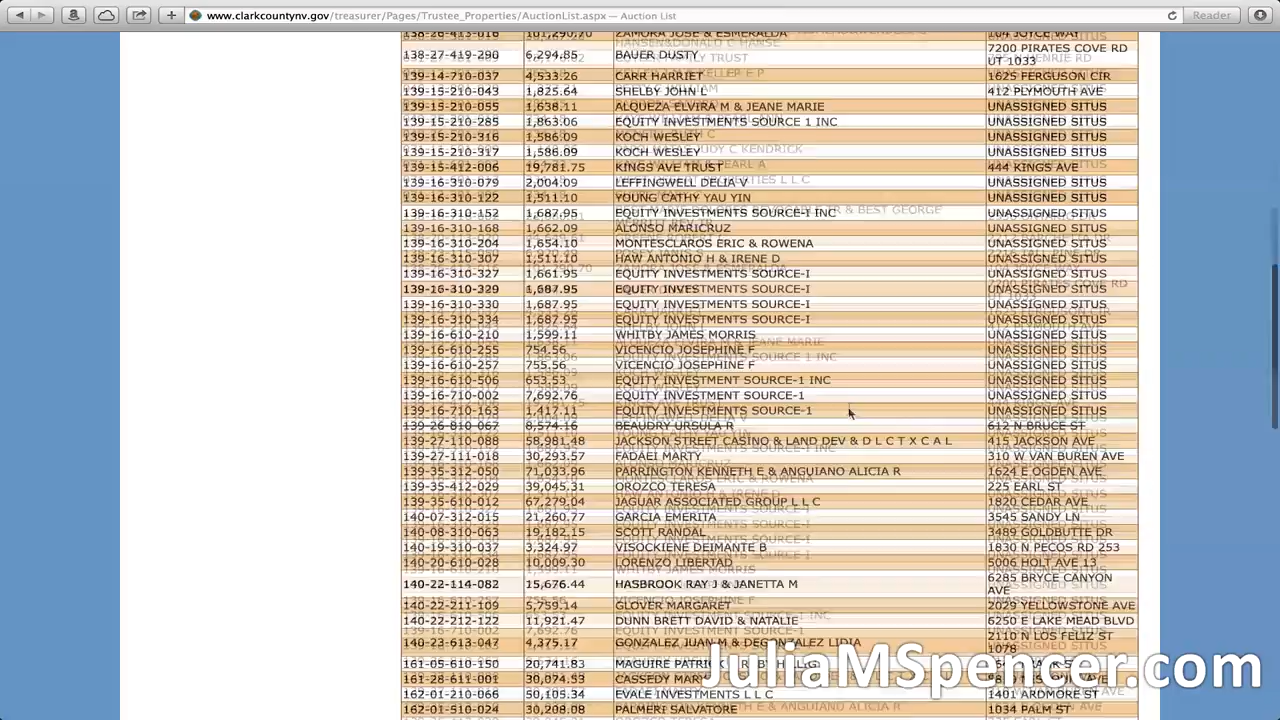 www.clarkcountynv.gov/treasurer/Pages/Trustee_Properties/AuctionList.aspx — Auction List
Reader
138-26-413-016 101,290.70 ZAMORA JOSE & ESMERALDA 104 JOYCE WAY
138-27-419-290 6,294.85 BAUER DUSTY 7200 PIRATES COVE RD
UT 1033
139-14-710-037 4,533.26 CARR HARRIET 1625 FERGUSON CIR
139-15-210-043 1,825.64 SHELBY JOHN L 412 PLYMOUTH AVE
139-15-210-055 1,638.11 ALQUEZA ELVIRA M & JEANE MARIE UNASSIGNED SITUS
139-15-210-285 1,863.06 EQUITY INVESTMENTS SOURCE 1 INC UNASSIGNED SITUS
139-15-210-316 1,586.09 KOCH WESLEY UNASSIGNED SITUS
139-15-210-317 1,586.09 KOCH WESLEY UNASSIGNED SITUS
139-15-412-006 19,781.75 KINGS AVE TRUST 444 KINGS AVE
139-16-310-079 2,004.09 LEFFINGWELL DELIA V UNASSIGNED SITUS
139-16-310-122 1,511.10 YOUNG CATHY YAU YIN UNASSIGNED SITUS
139-16-310-152 1,687.95 EQUITY INVESTMENTS SOURCE-I INC UNASSIGNED SITUS
139-16-310-168 1,662.09 ALONSO MARICRUZ UNASSIGNED SITUS
139-16-310-204 1,654.10 MONTESCLAROS ERIC & ROWENA UNASSIGNED SITUS
139-16-310-307 1,511.10 HAW ANTONIO H & IRENE D UNASSIGNED SITUS
139-16-310-327 1,661.95 EQUITY INVESTMENTS SOURCE-I UNASSIGNED SITUS
139-16-310-329 1,687.95 EQUITY INVESTMENTS SOURCE-I UNASSIGNED SITUS
139-16-310-330 1,687.95 EQUITY INVESTMENTS SOURCE-I UNASSIGNED SITUS
139-16-310-334 1,687.95 EQUITY INVESTMENTS SOURCE-I UNASSIGNED SITUS
139-16-610-210 1,599.11 WHITBY JAMES MORRIS UNASSIGNED SITUS
139-16-610-255 754.56 VICENCIO JOSEPHINE F UNASSIGNED SITUS
139-16-610-257 755.56 VICENCIO JOSEPHINE F UNASSIGNED SITUS
139-16-610-506 653.53 EQUITY INVESTMENT SOURCE-1 INC UNASSIGNED SITUS
139-16-710-002 7,692.76 EQUITY INVESTMENT SOURCE-1 UNASSIGNED SITUS
139-16-710-163 1,417.11 EQUITY INVESTMENTS SOURCE-1 UNASSIGNED SITUS
139-26-810-067 8,574.16 BEAUDRY URSULA R 612 N BRUCE ST
139-27-110-088 58,981.48 JACKSON STREET CASINO & LAND DEV & D L C T X C A L 415 JACKSON AVE
139-27-111-018 30,293.57 FADAEI MARTY 310 W VAN BUREN AVE
139-35-312-050 71,033.96 PARRINGTON KENNETH E & ANGUIANO ALICIA R 1624 E OGDEN AVE
139-35-412-029 39,045.31 OROZCO TERESA 225 EARL ST
139-35-610-012 67,279.04 JAGUAR ASSOCIATED GROUP L L C 1820 CEDAR AVE
140-07-312-015 21,260.77 GARCIA EMERITA 3545 SANDY LN
140-08-310-063 19,182.15 SCOTT RANDAL 3489 GOLDBUTTE DR
140-19-310-037 3,324.97 VISOCKIENE DEIMANTE B 1830 N PECOS RD 253
140-20-610-028 10,009.30 LORENZO LIBERTAD 5006 HOLT AVE 13
140-22-114-082 15,676.44 HASBROOK RAY J & JANETTA M 6285 BRYCE CANYON
AVE
140-22-211-109 5,759.14 GLOVER MARGARET 2029 YELLOWSTONE AVE
140-22-212-122 11,921.47 DUNN BRETT DAVID & NATALIE 6250 E LAKE MEAD BLVD
140-23-613-047 4,375.17 GONZALEZ JUAN M & DEGONZALEZ LIDIA 2110 N LOS FELIZ ST
1078
161-05-610-150 20,741.83 MAGUIRE PATRICK
161-28-611-001 30,074.53 CASSEDY MARY
162-01-210-066 50,105.34 EVALE INVESTMENTS L L C 1401 ARDMORE ST
162-01-510-024 30,208.08 PALMERI SALVATORE 1034 PALM ST
JuliaMSpencer.com